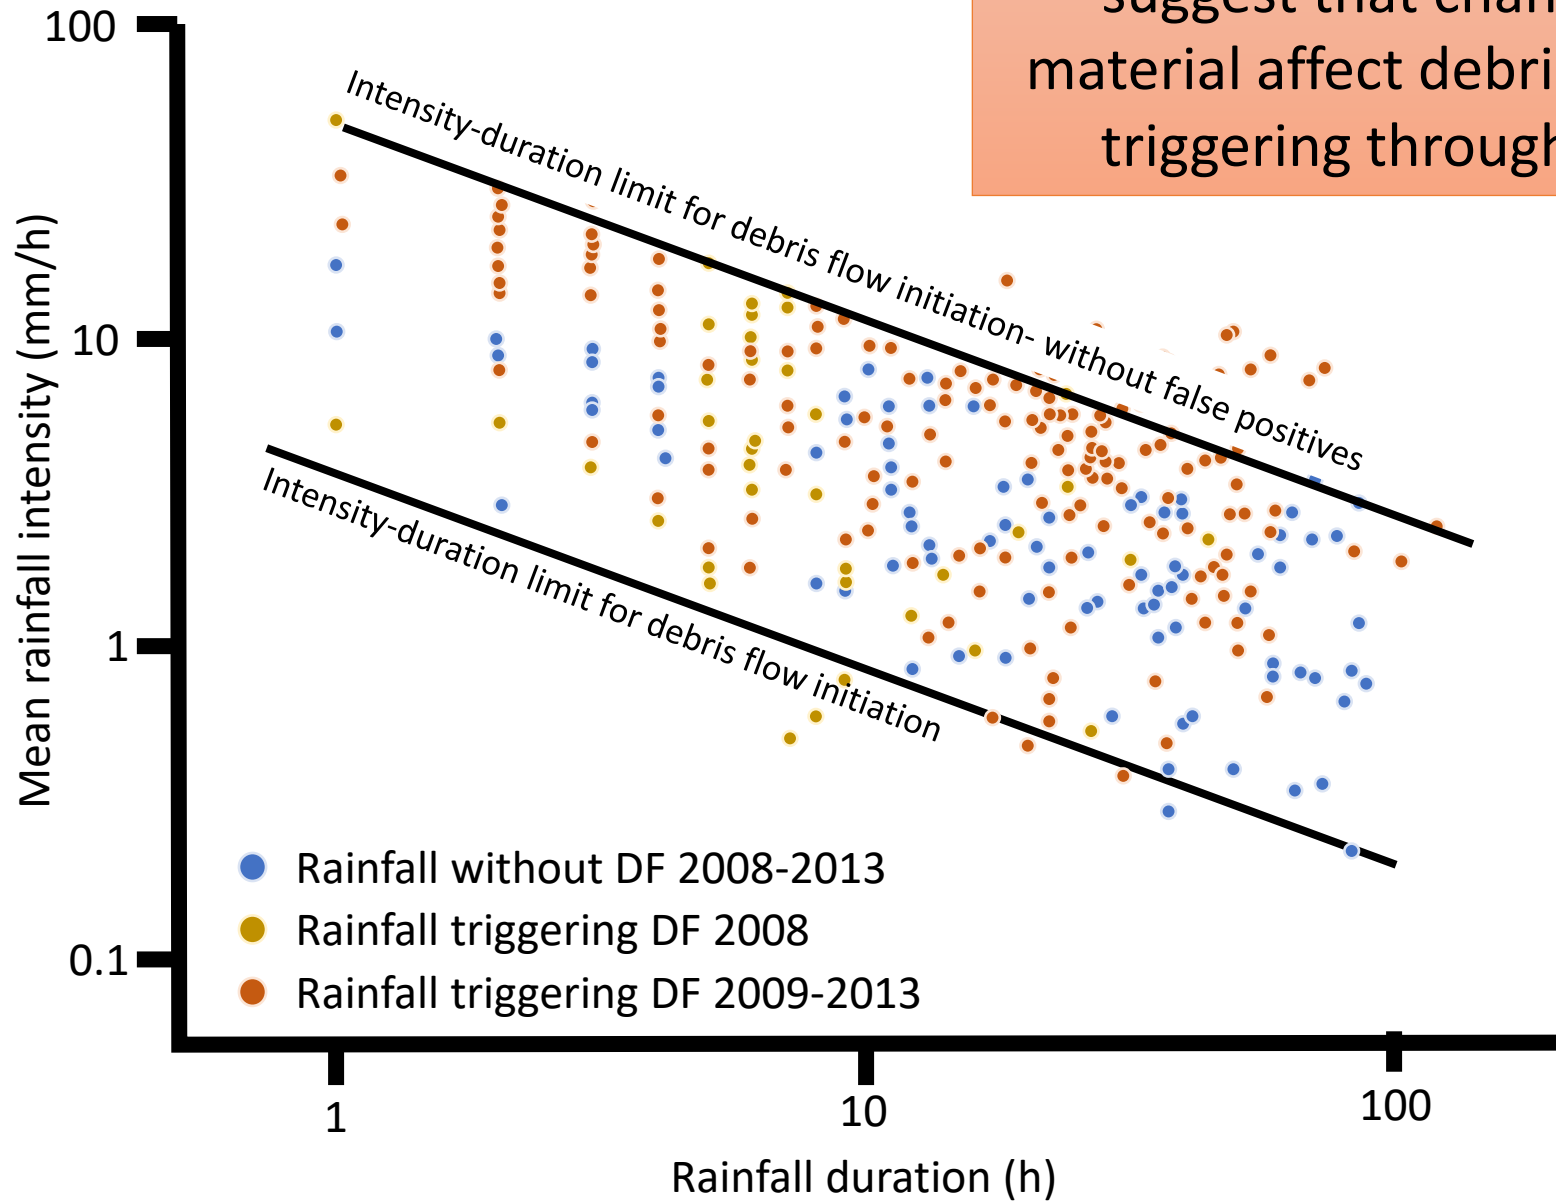 suggest that
material affect
triggering through
100
10
1
0.1
Mean rainfall intensity (mm/h)
Intensity-duration limit for debris flow initiation- without false positives
Intensity-duration limit for debris flow initiation
Rainfall without DF 2008-2013
Rainfall triggering DF 2008
Rainfall triggering DF 2009-2013
1
10
100
Rainfall duration (h)